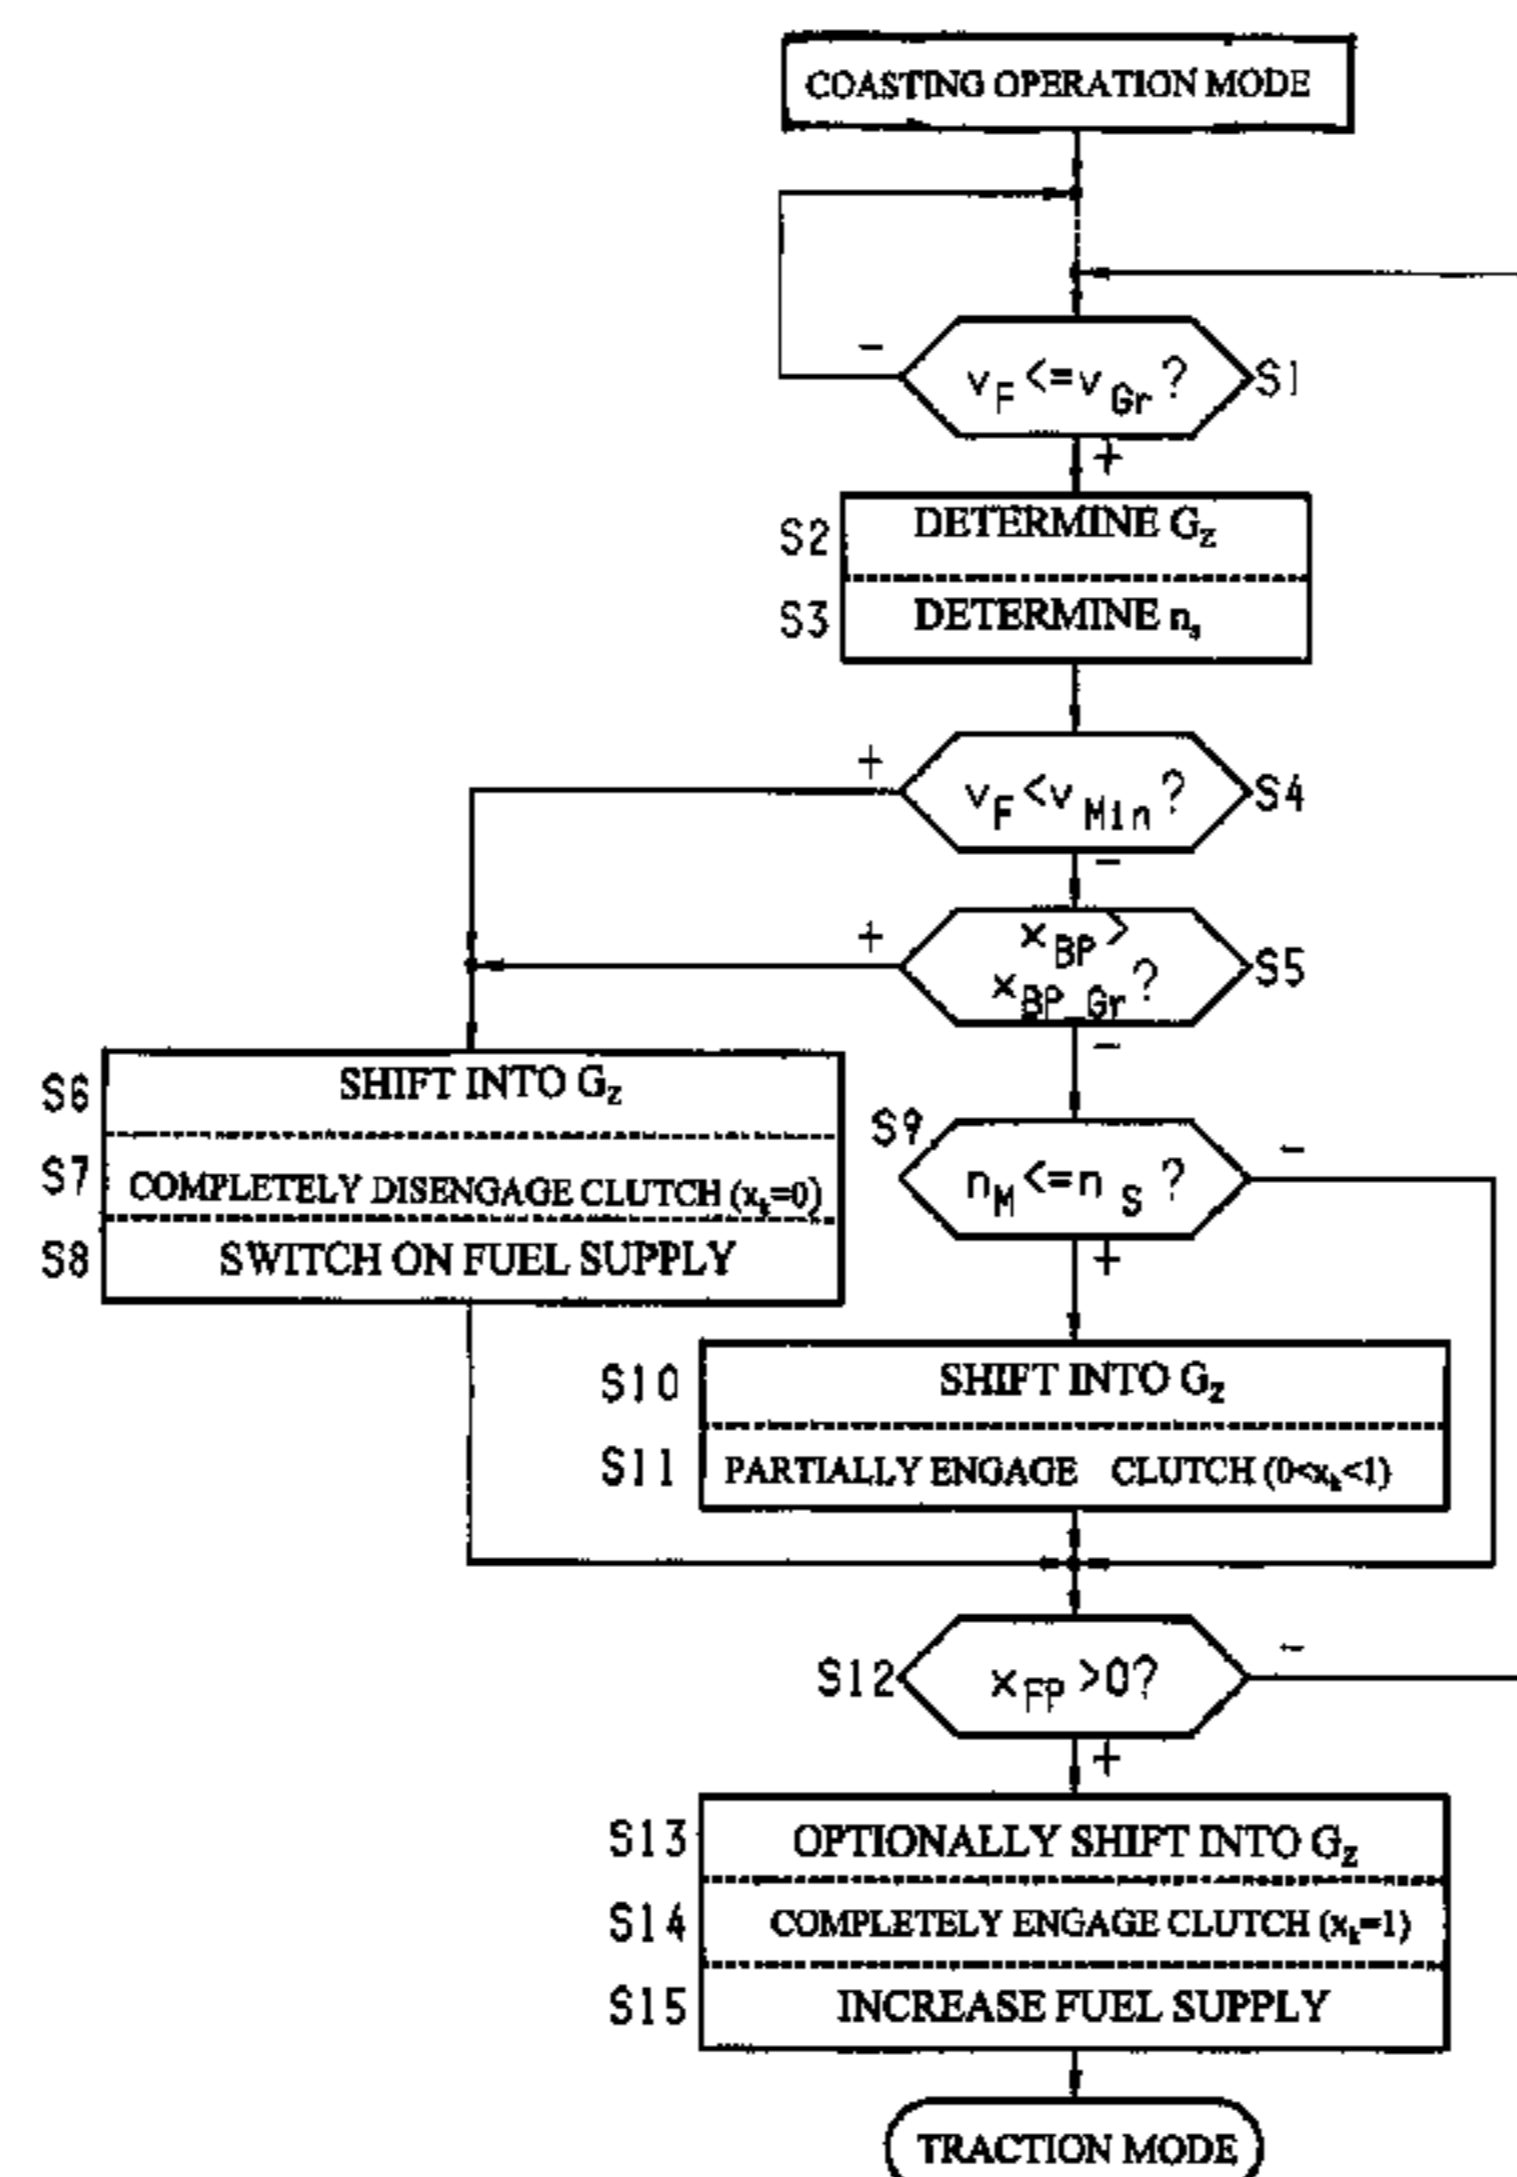 COASTING OPERATION MODE
-
v_F <=v_Gr ? S1
+
S2 DETERMINE G_z
S3 DETERMINE n_s
+
v_F <v_Min ? S4
-
+
x_BP >
x_BP_Gr ? S5
-
S6 SHIFT INTO G_z
S7 COMPLETELY DISENGAGE CLUTCH (x_k=0)
S8 SWITCH ON FUEL SUPPLY
S9
n_M <=n_S ?
-
+
S10 SHIFT INTO G_z
S11 PARTIALLY ENGAGE CLUTCH (0<x_k<1)
S12 x_FP >0?
-
+
S13 OPTIONALLY SHIFT INTO G_z
S14 COMPLETELY ENGAGE CLUTCH (x_k=1)
S15 INCREASE FUEL SUPPLY
TRACTION MODE